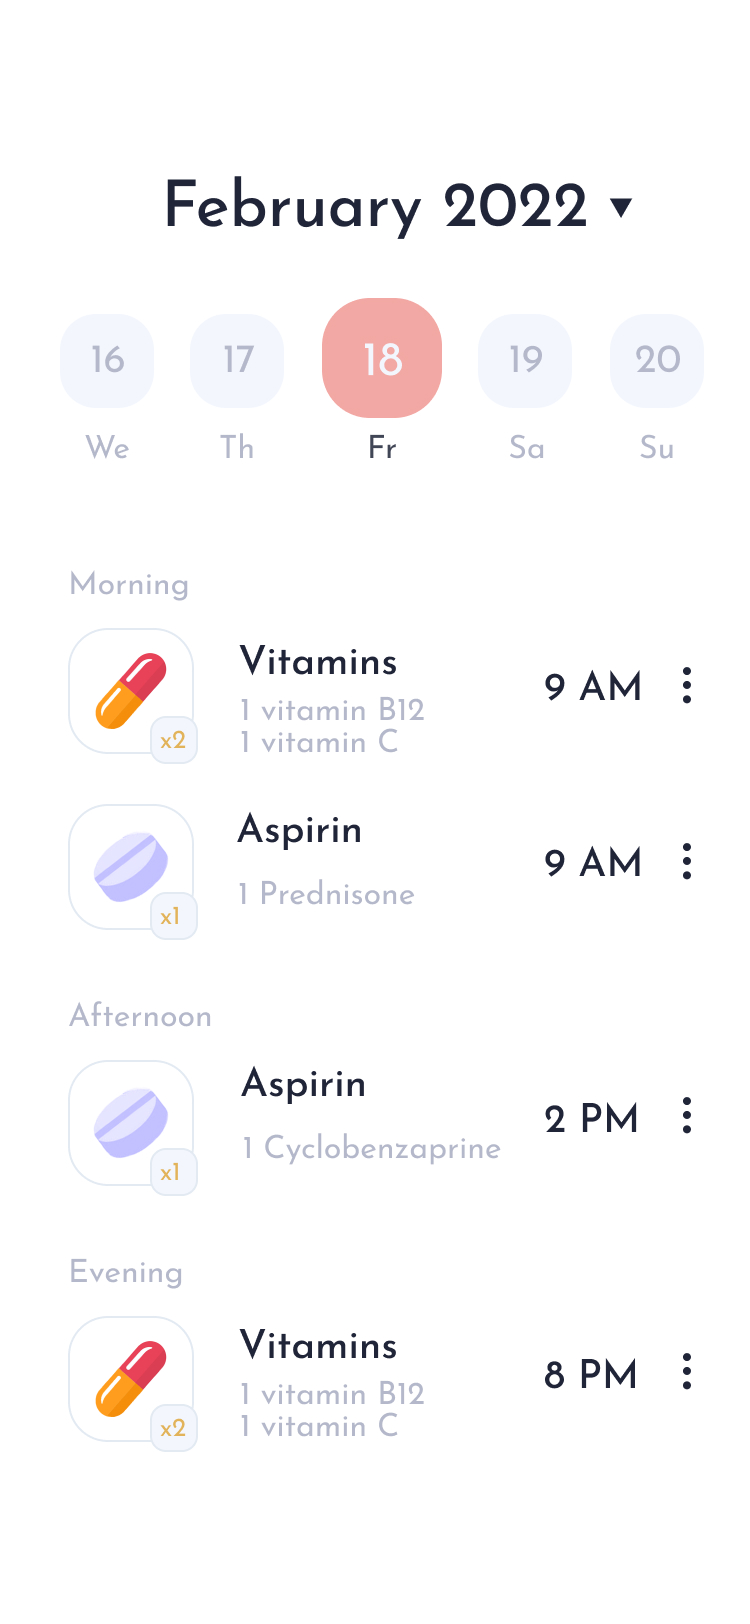 February 2022 ▼
16 17 18 19 20
We Th Fr Sa Su
Morning
Vitamins
1 vitamin B12
1 vitamin C
9 AM
x2
Aspirin
1 Prednisone
9 AM
x1
Afternoon
Aspirin
1 Cyclobenzaprine
2 PM
x1
Evening
Vitamins
1 vitamin B12
1 vitamin C
8 PM
x2